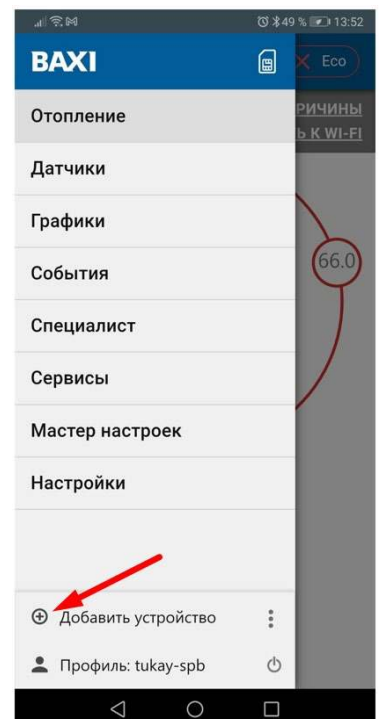 49 % 13:52
BAXI
Eco
Отопление
РИЧИНЫ
Ь К WI-FI
Датчики
Графики
66.0
События
Специалист
Сервисы
Мастер настроек
Настройки
Добавить устройство
Профиль: tukay-spb